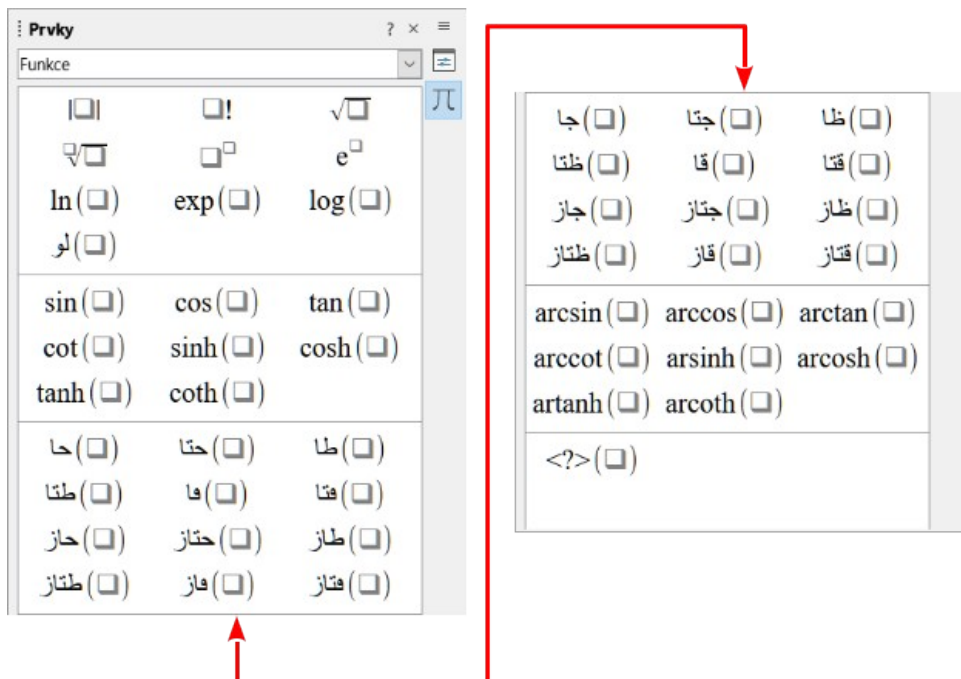 Prvky ? × ≡
Funkce
|□| □! √□
□√□ □^□ e^□
ln(□) exp(□) log(□)
لو(□)
sin(□) cos(□) tan(□)
cot(□) sinh(□) cosh(□)
tanh(□) coth(□)
حا(□) حتا(□) طا(□)
طتا(□) فا(□) فتا(□)
حاز(□) حتاز(□) طاز(□)
طتاز(□) فاز(□) فتاز(□)
جا(□) جتا(□) ظا(□)
ظتا(□) قا(□) قتا(□)
جاز(□) جتاز(□) ظاز(□)
ظتاز(□) قاز(□) قتاز(□)
arcsin(□) arccos(□) arctan(□)
arccot(□) arsinh(□) arcosh(□)
artanh(□) arcoth(□)
<?>(□)